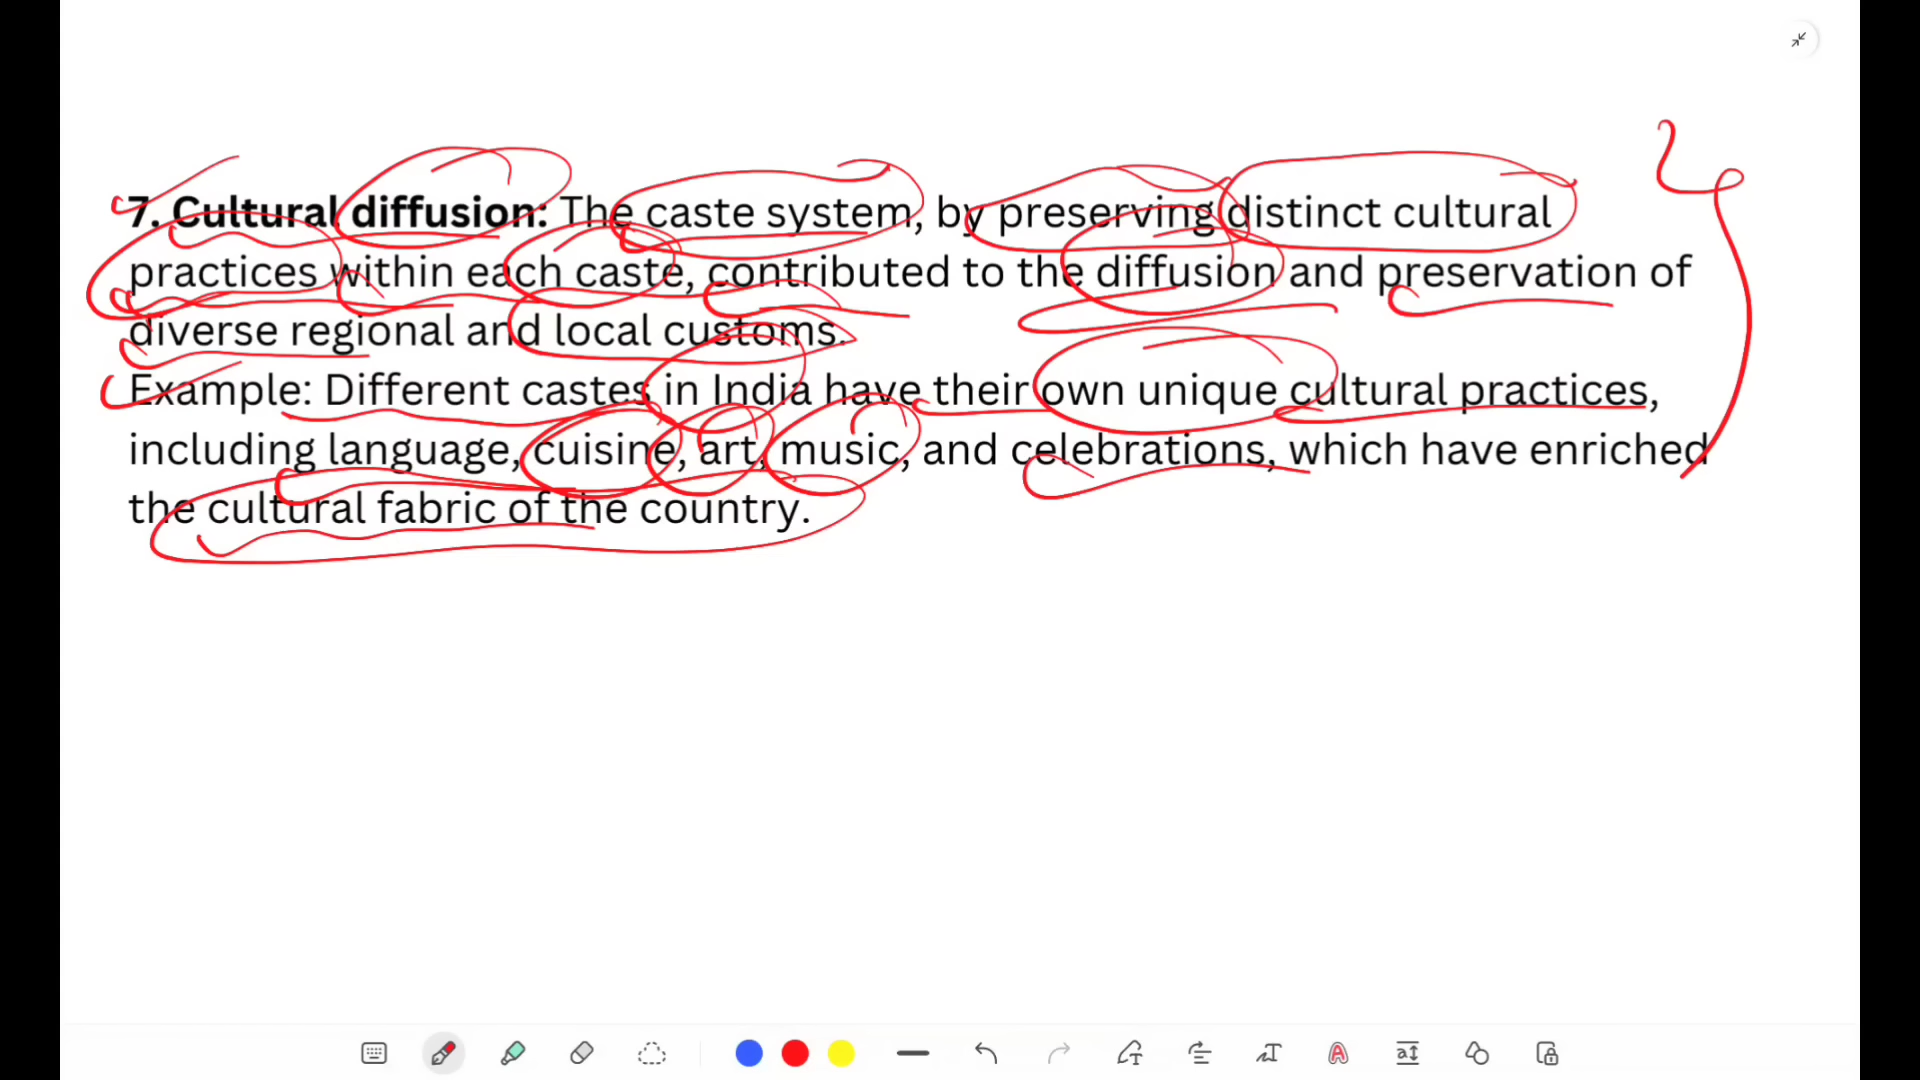 7. Cultural diffusion: The caste system, by preserving distinct cultural
practices within each caste, contributed to the diffusion and preservation of
diverse regional and local customs.
Example: Different castes in India have their own unique cultural practices,
including language, cuisine, art, music, and celebrations, which have enriched
the cultural fabric of the country.